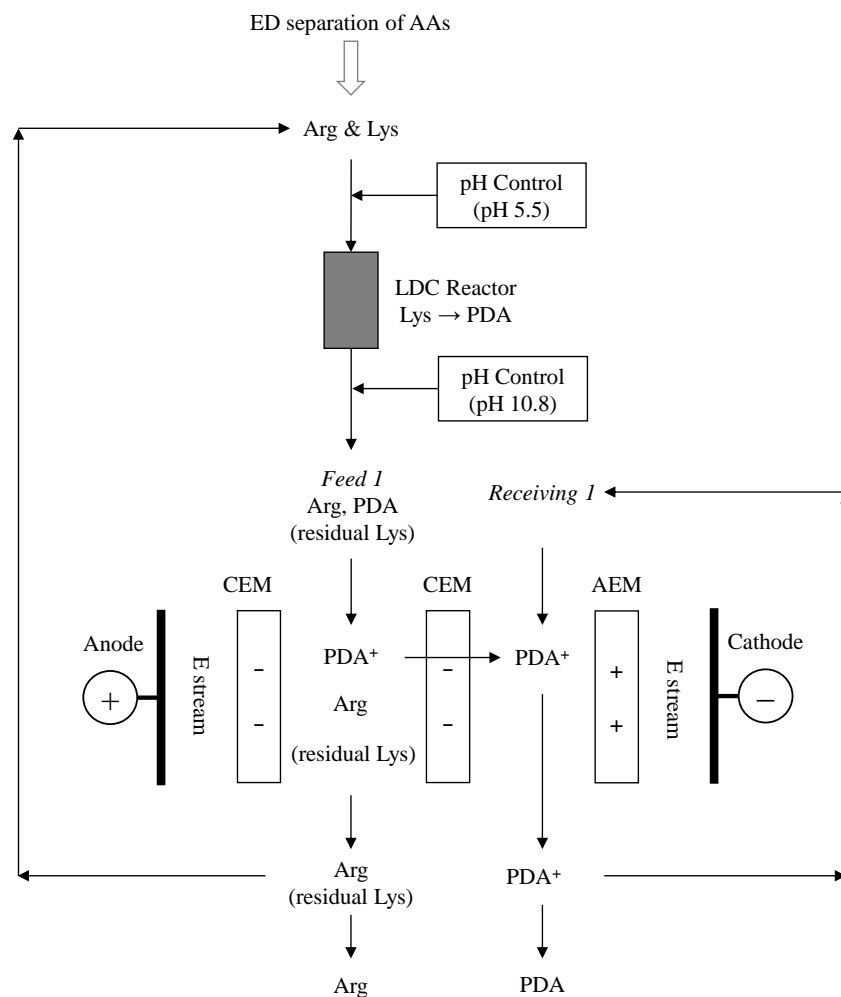 ED separation of AAs
Arg & Lys
pH Control
(pH 5.5)
LDC Reactor
Lys → PDA
pH Control
(pH 10.8)
Feed 1
Arg, PDA
(residual Lys)
Receiving 1
CEM
CEM
AEM
Anode
+
E stream
-
-
PDA⁺
Arg
(residual Lys)
-
-
PDA⁺
+
+
E stream
Cathode
−
Arg
(residual Lys)
PDA⁺
Arg
PDA